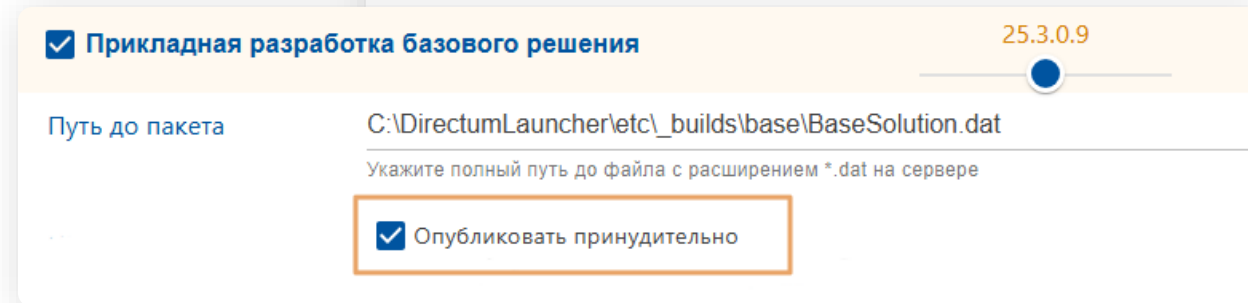 Прикладная разработка базового решения
25.3.0.9
Путь до пакета
C:\DirectumLauncher\etc\_builds\base\BaseSolution.dat
Укажите полный путь до файла с расширением *.dat на сервере
Опубликовать принудительно